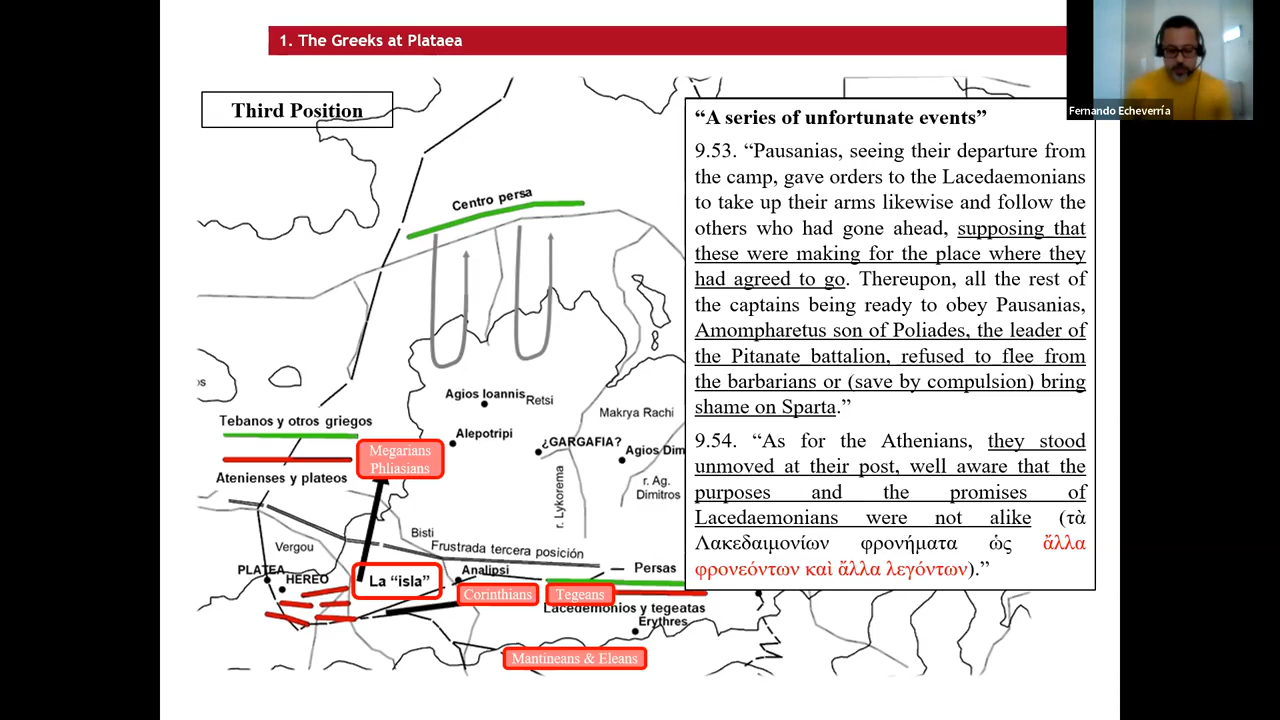 1. The Greeks at Plataea
Fernando Echeverría
Third Position
“A series of unfortunate events”
9.53. “Pausanias, seeing their departure from
the camp, gave orders to the Lacedaemonians
to take up their arms likewise and follow the
others who had gone ahead, supposing that
these were making for the place where they
had agreed to go. Thereupon, all the rest of
the captains being ready to obey Pausanias,
Amompharetus son of Poliades, the leader of
the Pitanate battalion, refused to flee from
the barbarians or (save by compulsion) bring
shame on Sparta.”
9.54. “As for the Athenians, they stood
unmoved at their post, well aware that the
purposes and the promises of
Lacedaemonians were not alike (τὰ
Λακεδαιμονίων φρονήματα ὡς ἄλλα
φρονεόντων καὶ ἄλλα λεγόντων).”
Centro persa
os
Agios Ioannis
Retsi
Makrya Rachi
Tebanos y otros griegos
Alepotripi
¿GARGAFIA?
Megarians
Phliasians
Agios Dim
Atenienses y plateos
r. Lykorema
r. Ag.
Dimitros
Bisti
Vergou
Frustrada tercera posición
PLATEA
HEREO
La “isla”
Analipsi
Persas
Corinthians
Tegeans
Lacedemonios y tegeatas
Erythres
Mantineans & Eleans